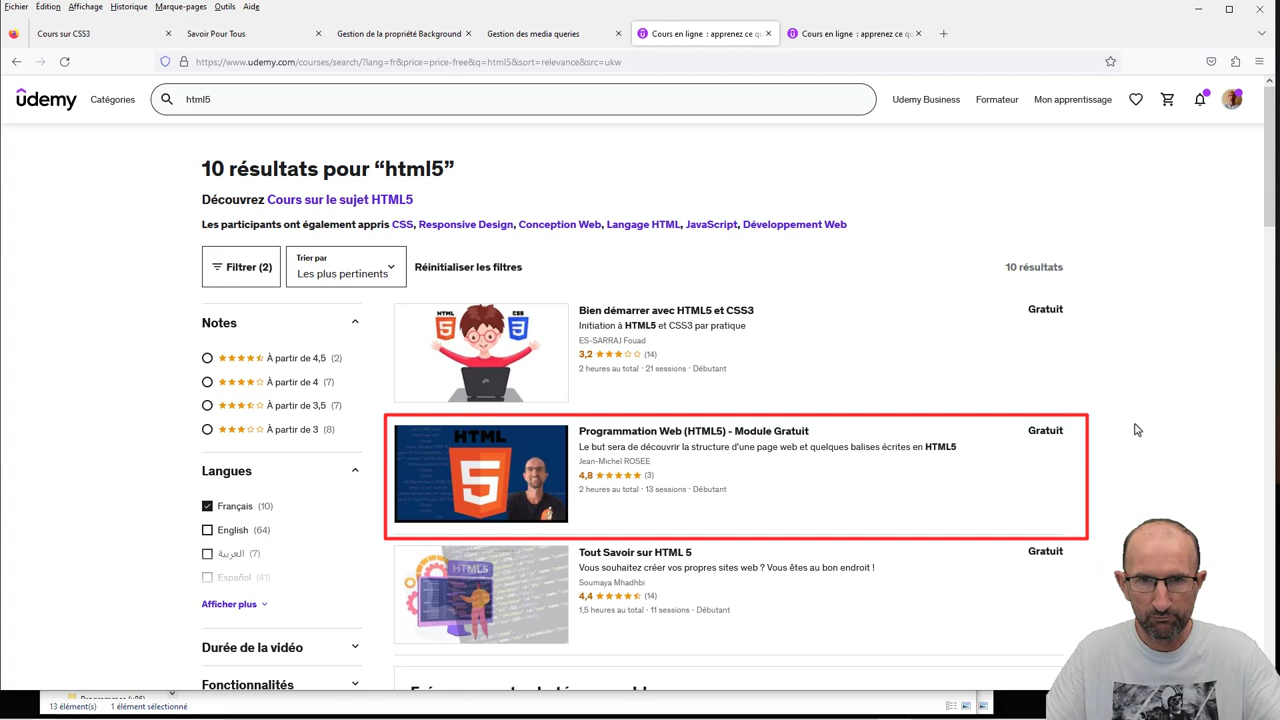 Fichier Édition Affichage Historique Marque-pages Outils Aide
Cours sur CSS3
Savoir Pour Tous
Gestion de la propriété Background
Gestion des media queries
Cours en ligne : apprenez ce qu
Cours en ligne : apprenez ce qu
https://www.udemy.com/courses/search/?lang=fr&price=price-free&q=html5&sort=relevance&src=ukw
ûdemy
Catégories
html5
Udemy Business
Formateur
Mon apprentissage
10 résultats pour “html5”
Découvrez Cours sur le sujet HTML5
Les participants ont également appris CSS, Responsive Design, Conception Web, Langage HTML, JavaScript, Développement Web
Filtrer (2)
Trier par
Les plus pertinents
Réinitialiser les filtres
10 résultats
Notes
À partir de 4,5 (2)
À partir de 4 (7)
À partir de 3,5 (7)
À partir de 3 (8)
Langues
Français (10)
English (64)
العربية (7)
Español (41)
Afficher plus
Durée de la vidéo
Fonctionnalités
HTML
5
CSS
3
Bien démarrer avec HTML5 et CSS3
Initiation à HTML5 et CSS3 par pratique
ES-SARRAJ Fouad
3,2 (14)
2 heures au total · 21 sessions · Débutant
Gratuit
HTML
5
Programmation Web (HTML5) - Module Gratuit
Le but sera de découvrir la structure d'une page web et quelques balises écrites en HTML5
Jean-Michel ROSEE
4,8 (3)
2 heures au total · 13 sessions · Débutant
Gratuit
HTML5
Tout Savoir sur HTML 5
Vous souhaitez créer vos propres sites web ? Vous êtes au bon endroit !
Soumaya Mhadhbi
4,4 (14)
1,5 heures au total · 11 sessions · Débutant
Gratuit
13 élément(s)
1 élément sélectionné